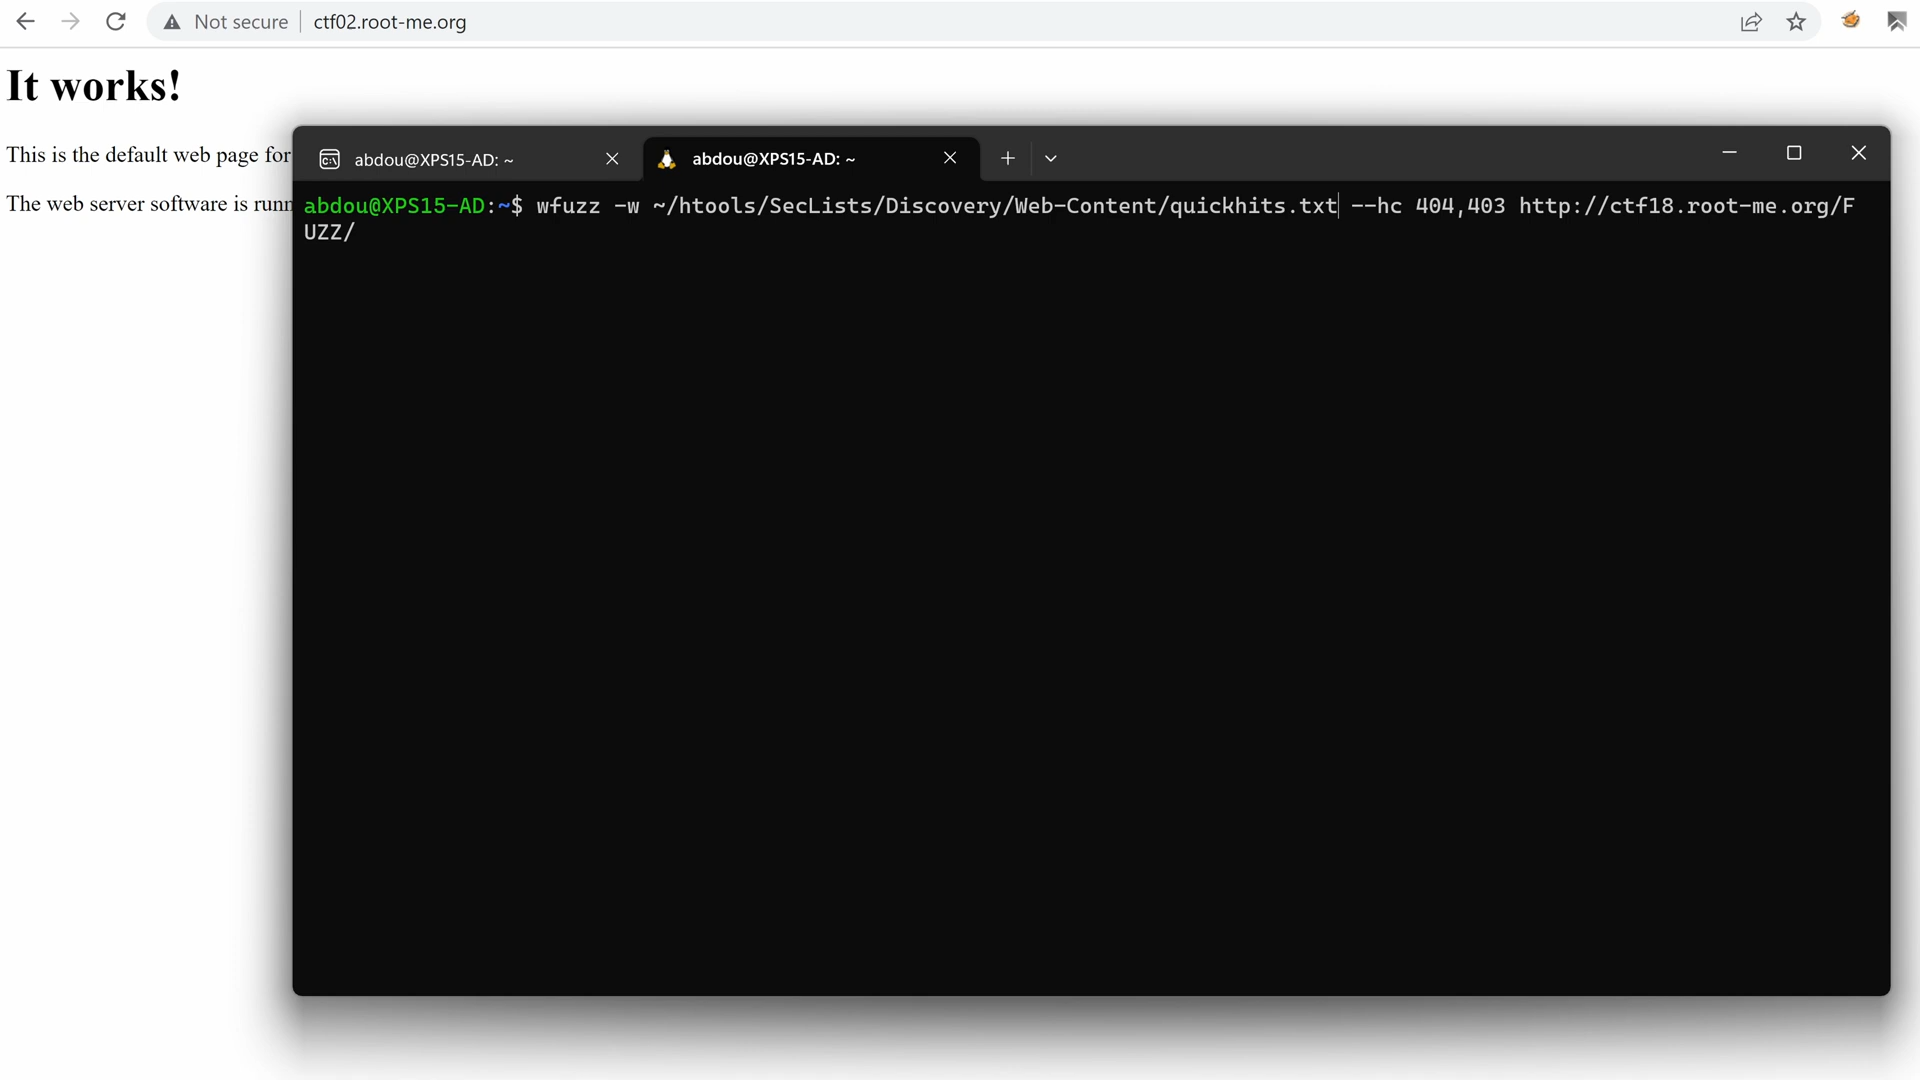 Not secure ctf02.root-me.org
It works!
This is the default web page for
The web server software is runn
abdou@XPS15-AD: ~ abdou@XPS15-AD: ~
abdou@XPS15-AD:~$ wfuzz -w ~/htools/SecLists/Discovery/Web-Content/quickhits.txt --hc 404,403 http://ctf18.root-me.org/F
UZZ/